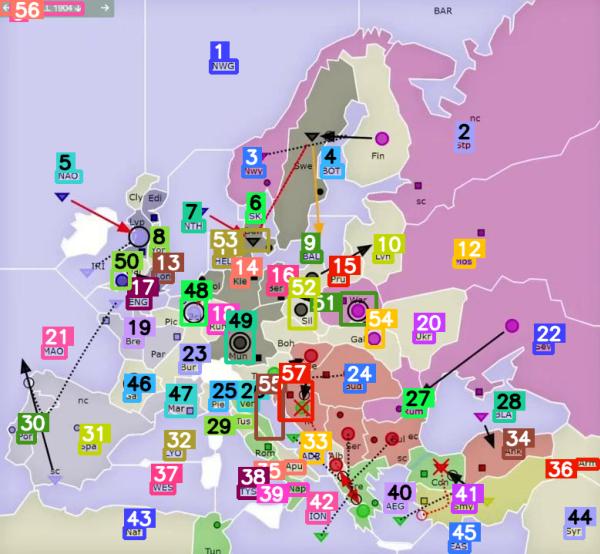 56
LL 1904
BAR
1
NWG
nc
2
Stp
Fin
Swe
3
Nwy
4
BOT
5
NAO
Cly
Edi
Lvp
6
SK
7
NTH
sc
8
9
BAL
10
Lvn
12
Mos
53
HEL
50
13
Lon
14
Kie
16
Ber
15
Pru
IRI
17
ENG
48
18
Ruh
52
Sil
51
War
54
Gal
21
MAO
19
Bre
Pic
49
Mun
Boh
20
Ukr
22
Sev
Par
23
Bur
55
57
24
Bud
46
Ga
47
Mar
25
Pie
Ven
27
Rum
28
BLA
nc
30
Por
31
Spa
29
Tus
32
LYO
Rom
33
ADR
Ser
ec
34
Ank
sc
37
WES
38
TYS
39
Apu
Nap
Con
36
Arm
42
ION
40
AEG
41
Smy
43
Naf
Tun
45
EAS
44
Syr